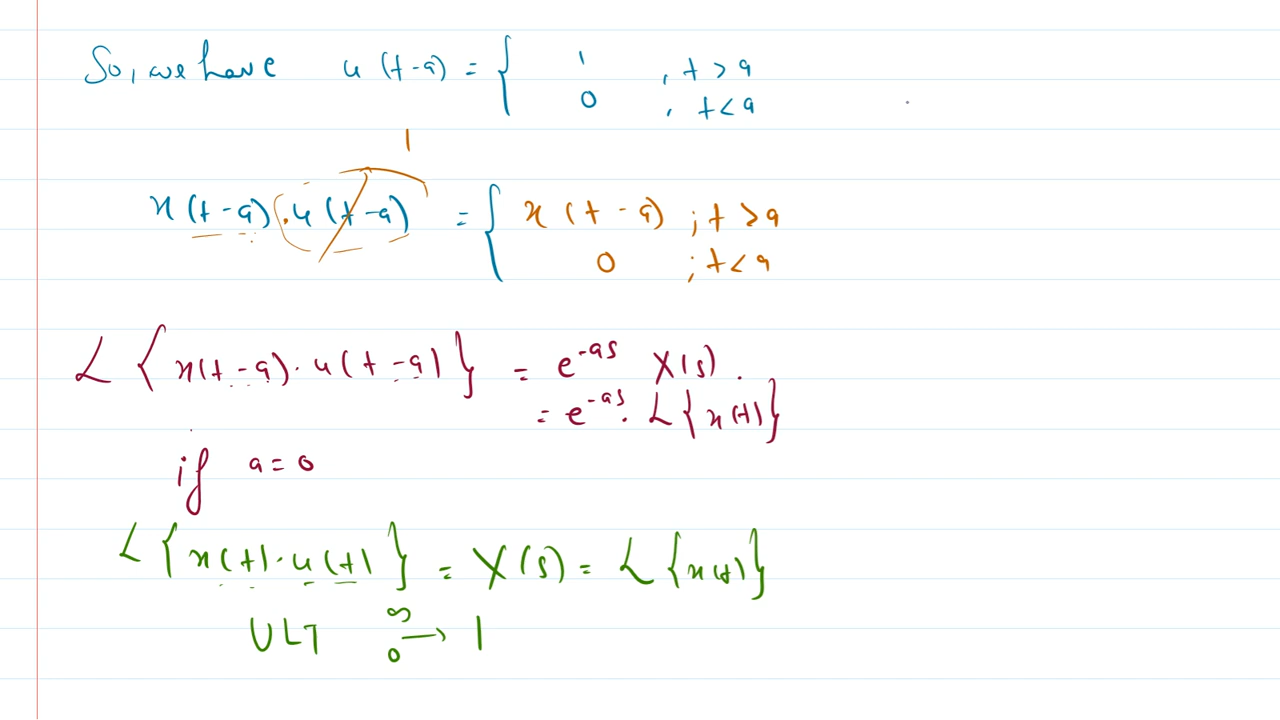 So, we have u(t-a) = { 1 , t > a
0 , t < a
1
x(t-a) . u(t-a) = { x(t-a) ; t > a
0 ; t < a
L { x(t-a) . u(t-a) } = e^-as X(s) .
= e^-as . L { x(t) }
if a = 0
L { x(t) . u(t) } = X(s) = L { x(t) }
ULT ∞
0 → 1